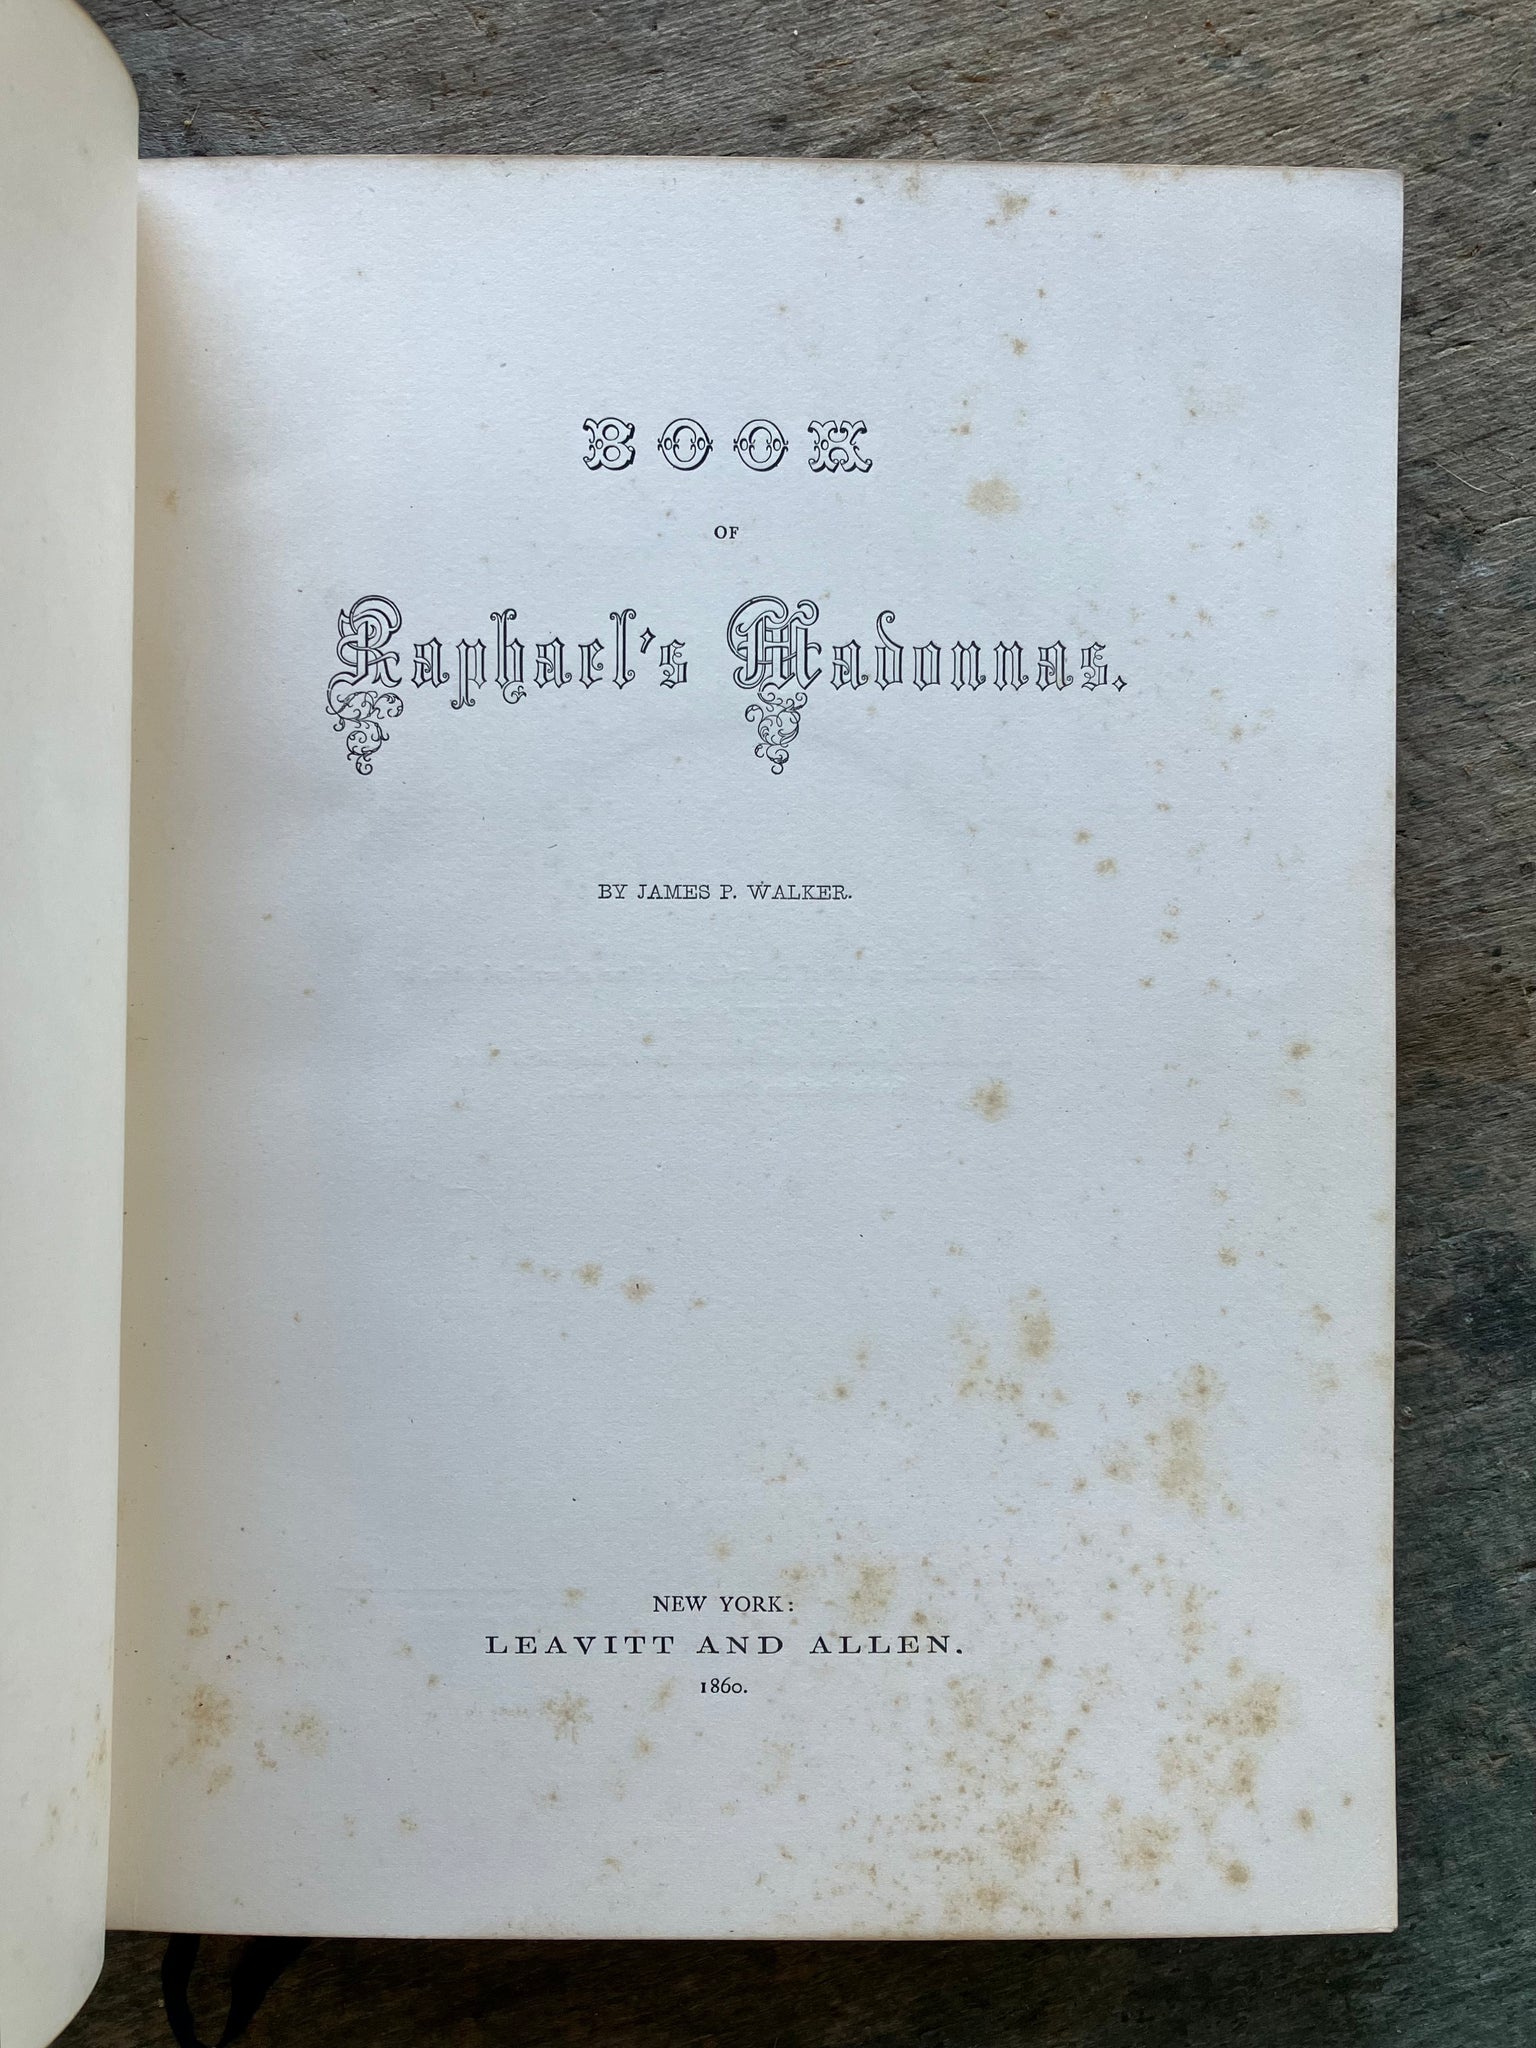 BOOK
OF
Raphael's Madonnas.
BY JAMES P. WALKER.
NEW YORK:
LEAVITT AND ALLEN.
1860.